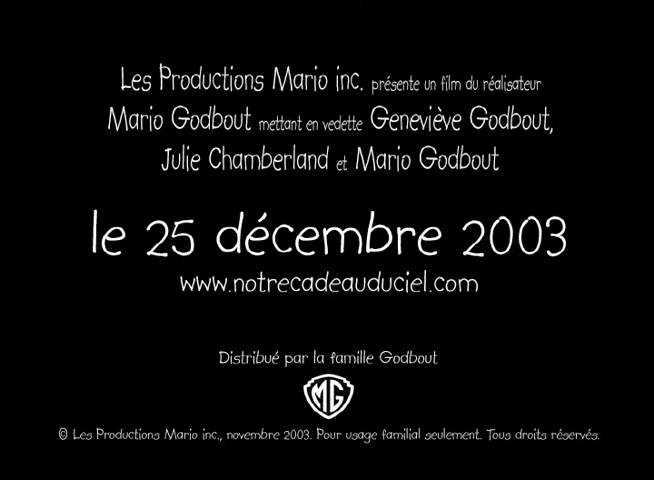 Les Productions Mario inc. présente un film du réalisateur
Mario Godbout mettant en vedette Geneviève Godbout,
Julie Chamberland et Mario Godbout
le 25 décembre 2003
www.notrecadeauduciel.com
Distribué par la famille Godbout
MG
© Les Productions Mario inc., novembre 2003. Pour usage familial seulement. Tous droits réservés.